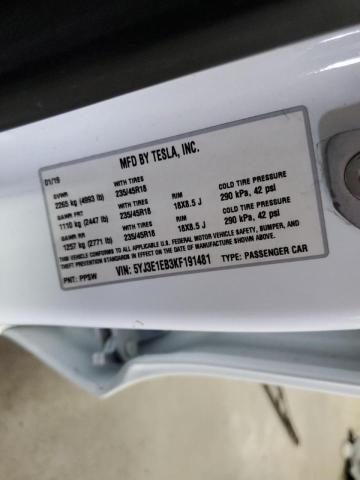 MFD BY TESLA, INC.
01/19
GVWR
2265 kg (4993 lb) WITH TIRES 235/45R18
GAWR FRT
1110 kg (2447 lb) WITH TIRES 235/45R18 RIM 18X8.5 J COLD TIRE PRESSURE 290 kPa, 42 psi
GAWR RR
1257 kg (2771 lb) WITH TIRES 235/45R18 RIM 18X8.5 J COLD TIRE PRESSURE 290 kPa, 42 psi
THIS VEHICLE CONFORMS TO ALL APPLICABLE U.S. FEDERAL MOTOR VEHICLE SAFETY, BUMPER, AND
THEFT PREVENTION STANDARDS IN EFFECT ON THE DATE OF MANUFACTURE SHOWN ABOVE.
PNT: PPSW VIN: 5YJ3E1EB3KF191481 TYPE: PASSENGER CAR